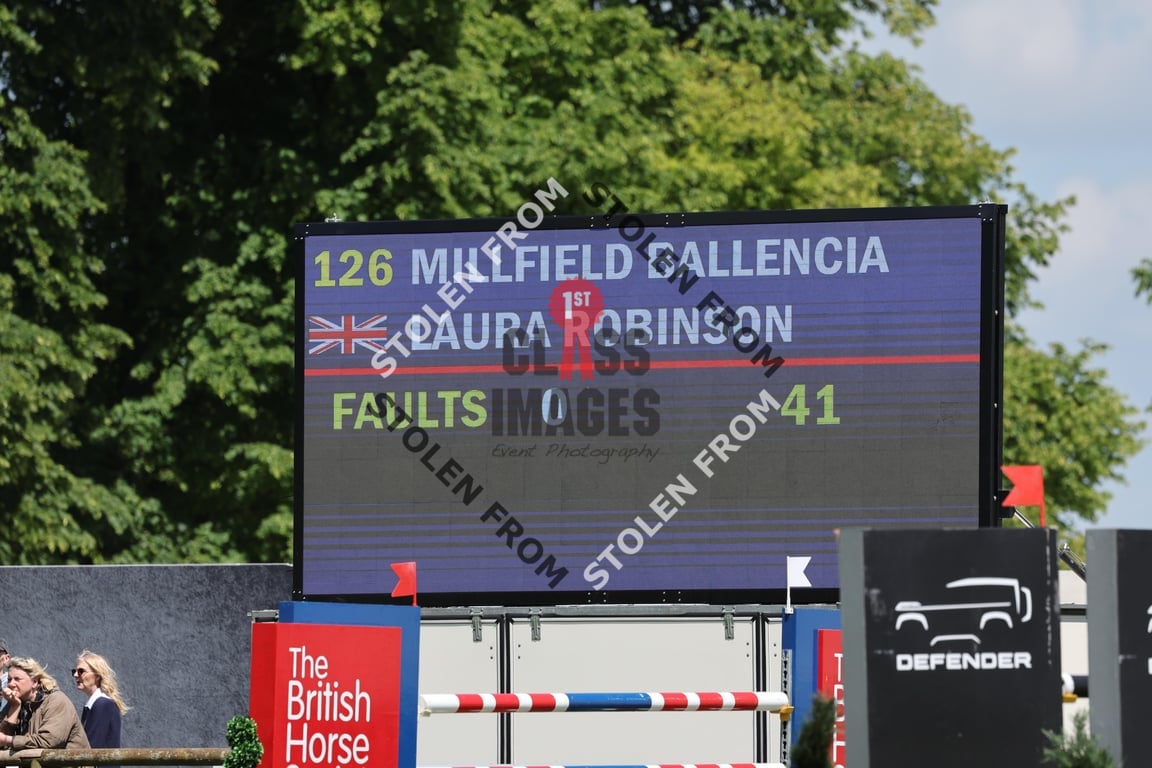 126 MILLFIELD BALLENCIA
LAURA ROBINSON
FAULTS 0 41
STOLEN FROM
STOLEN FROM
STOLEN FROM
STOLEN FROM
1ST
CLASS
IMAGES
Event Photography
The
British
Horse
DEFENDER